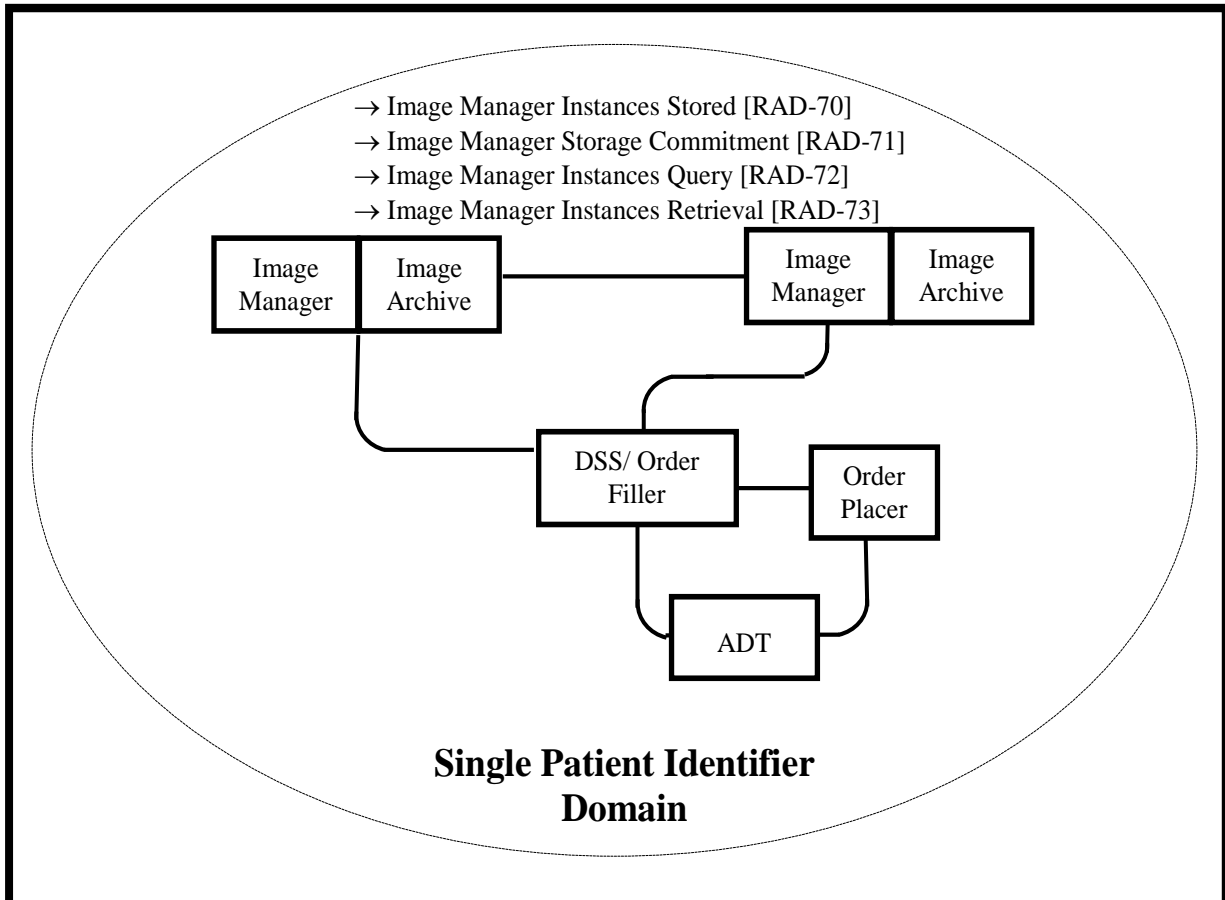 → Image Manager Instances Stored [RAD-70]
→ Image Manager Storage Commitment [RAD-71]
→ Image Manager Instances Query [RAD-72]
→ Image Manager Instances Retrieval [RAD-73]
Image
Manager
Image
Archive
Image
Manager
Image
Archive
DSS/ Order
Filler
Order
Placer
ADT
Single Patient Identifier
Domain